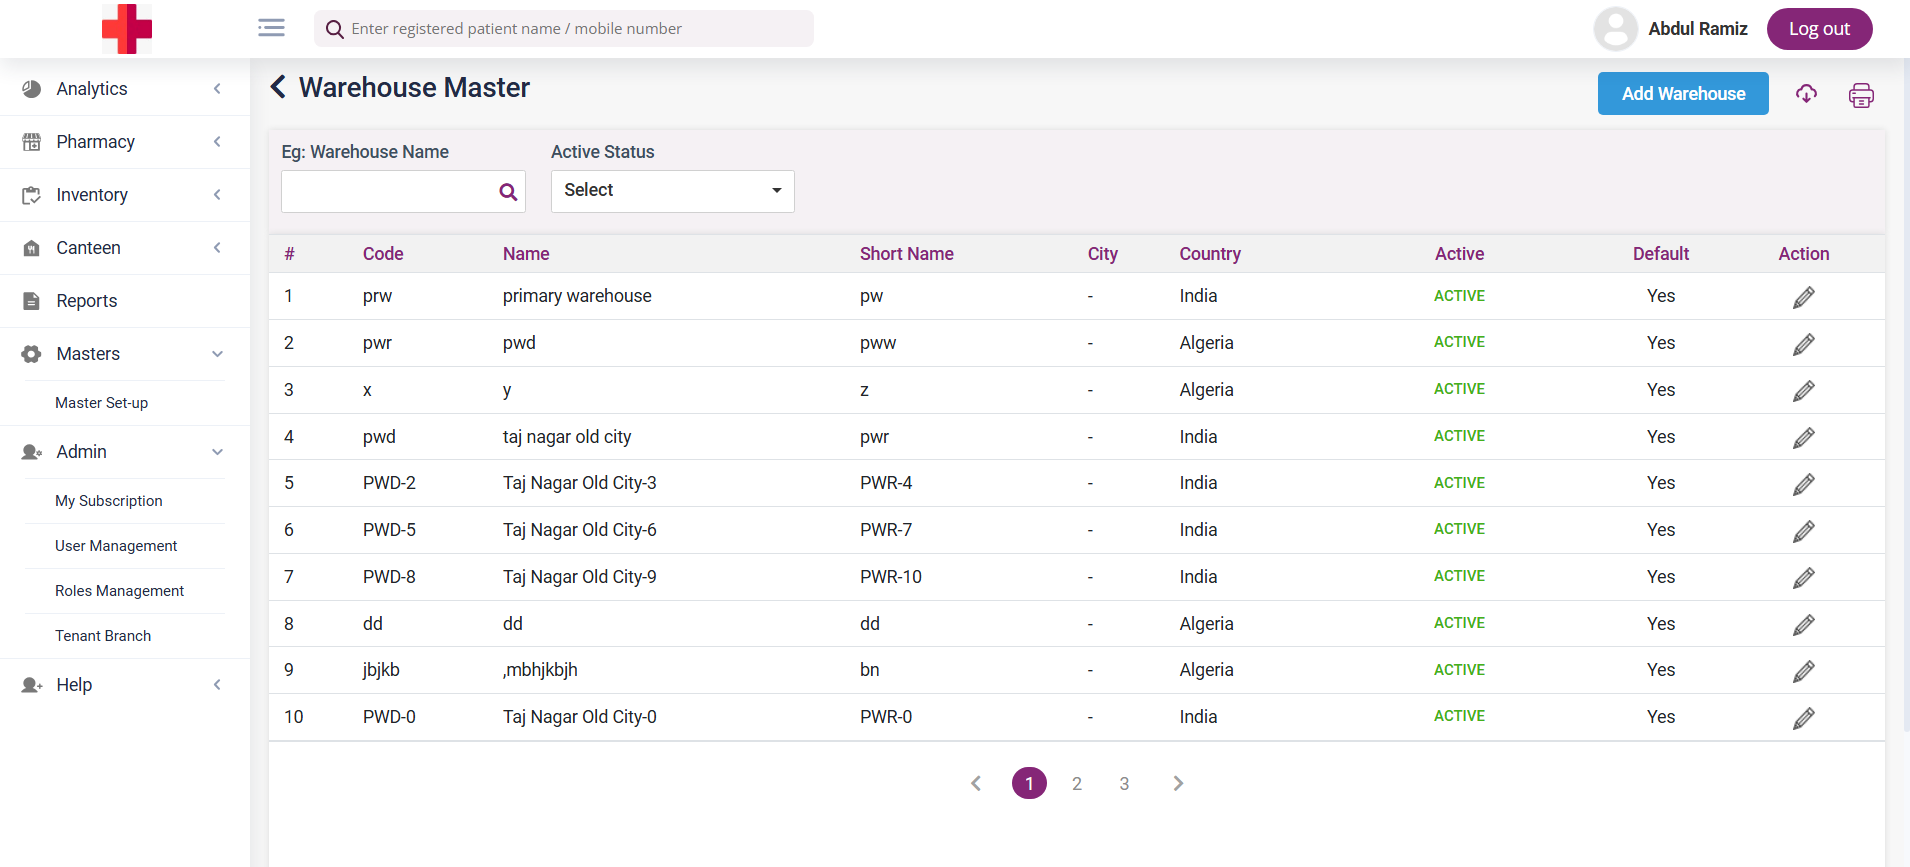 Enter registered patient name / mobile number
Abdul Ramiz
Log out
Analytics
Pharmacy
Inventory
Canteen
Reports
Masters
Master Set-up
Admin
My Subscription
User Management
Roles Management
Tenant Branch
Help
Warehouse Master
Add Warehouse
Eg: Warehouse Name
Active Status
Select
# Code Name Short Name City Country Active Default Action
1 prw primary warehouse pw - India ACTIVE Yes
2 pwr pwd pww - Algeria ACTIVE Yes
3 x y z - Algeria ACTIVE Yes
4 pwd taj nagar old city pwr - India ACTIVE Yes
5 PWD-2 Taj Nagar Old City-3 PWR-4 - India ACTIVE Yes
6 PWD-5 Taj Nagar Old City-6 PWR-7 - India ACTIVE Yes
7 PWD-8 Taj Nagar Old City-9 PWR-10 - India ACTIVE Yes
8 dd dd dd - Algeria ACTIVE Yes
9 jbjkb ,mbhjkbjh bn - Algeria ACTIVE Yes
10 PWD-0 Taj Nagar Old City-0 PWR-0 - India ACTIVE Yes
1 2 3